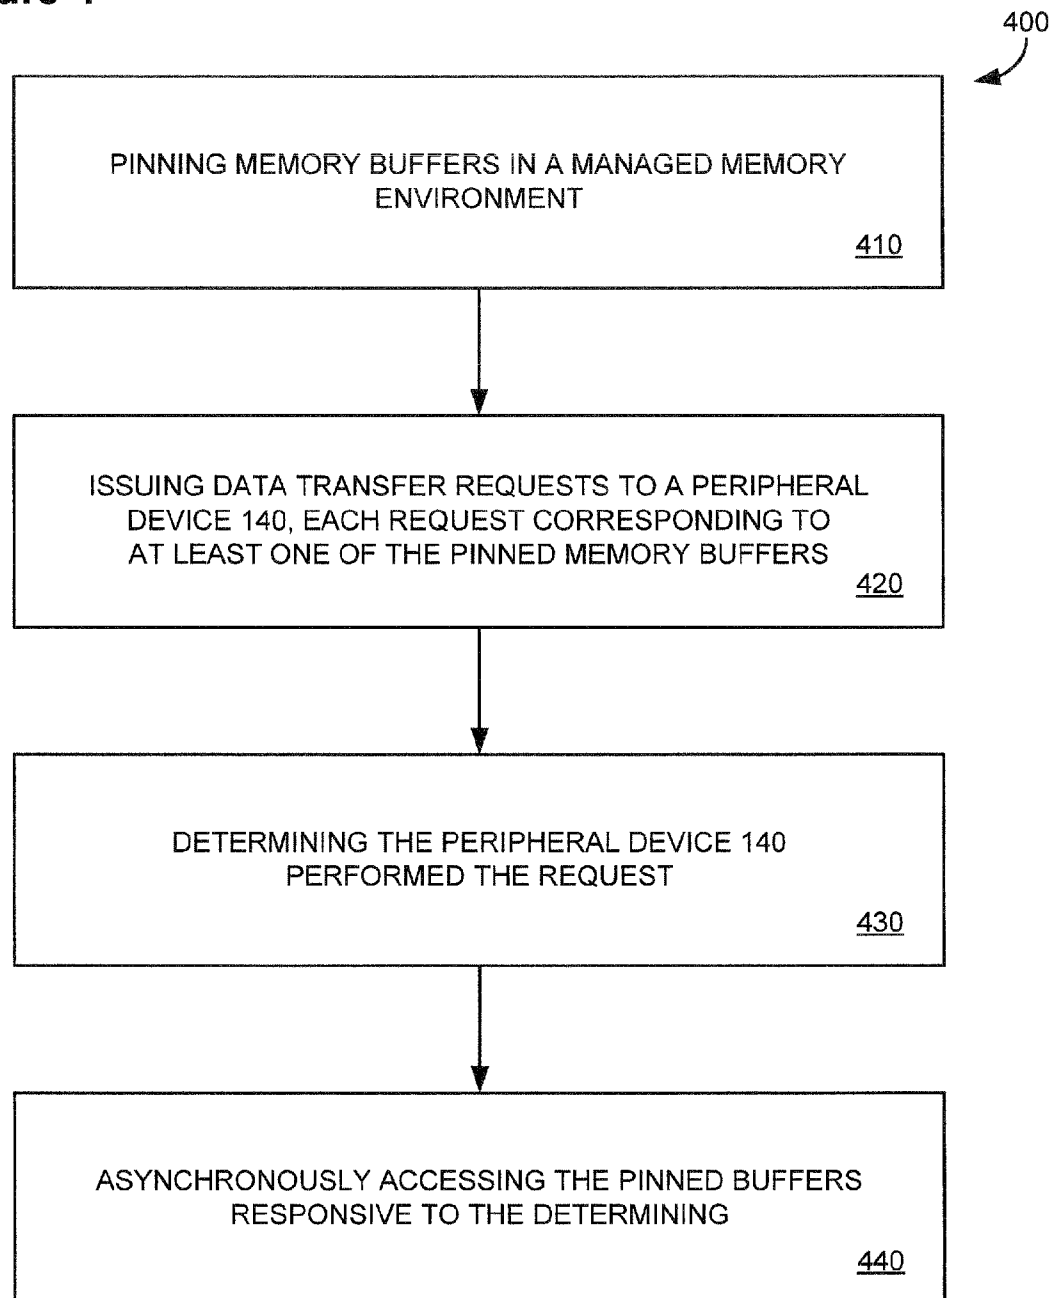 400
PINNING MEMORY BUFFERS IN A MANAGED MEMORY
ENVIRONMENT
410
ISSUING DATA TRANSFER REQUESTS TO A PERIPHERAL
DEVICE 140, EACH REQUEST CORRESPONDING TO
AT LEAST ONE OF THE PINNED MEMORY BUFFERS
420
DETERMINING THE PERIPHERAL DEVICE 140
PERFORMED THE REQUEST
430
ASYNCHRONOUSLY ACCESSING THE PINNED BUFFERS
RESPONSIVE TO THE DETERMINING
440